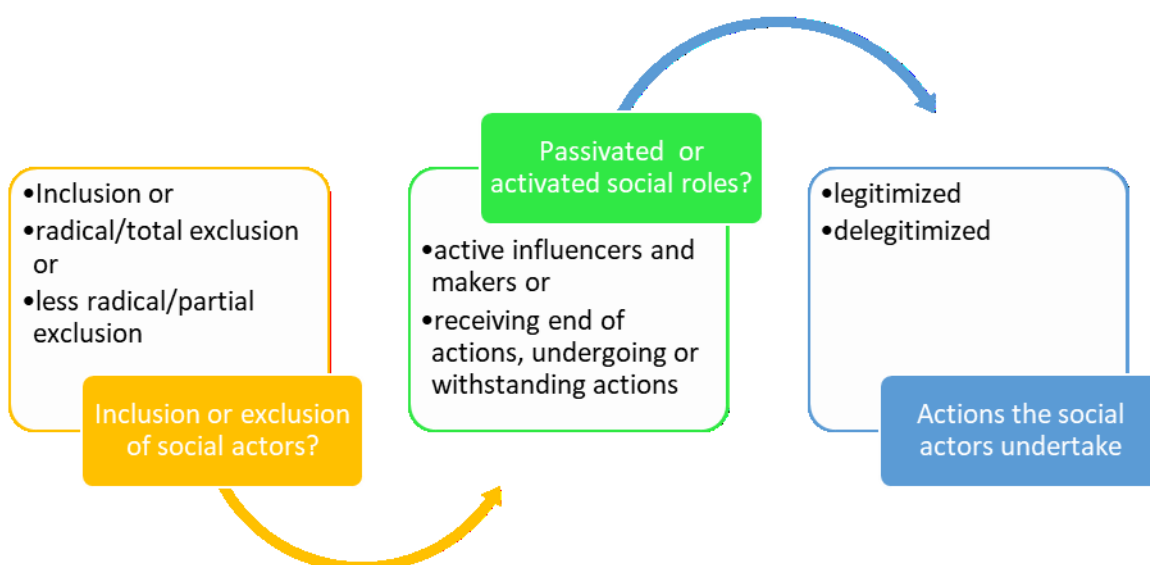 •Inclusion or
•radical/total exclusion
or
•less radical/partial
exclusion
Inclusion or exclusion
of social actors?
Passivated or
activated social roles?
•active influencers and
makers or
•receiving end of
actions, undergoing or
withstanding actions
•legitimized
•delegitimized
Actions the social
actors undertake